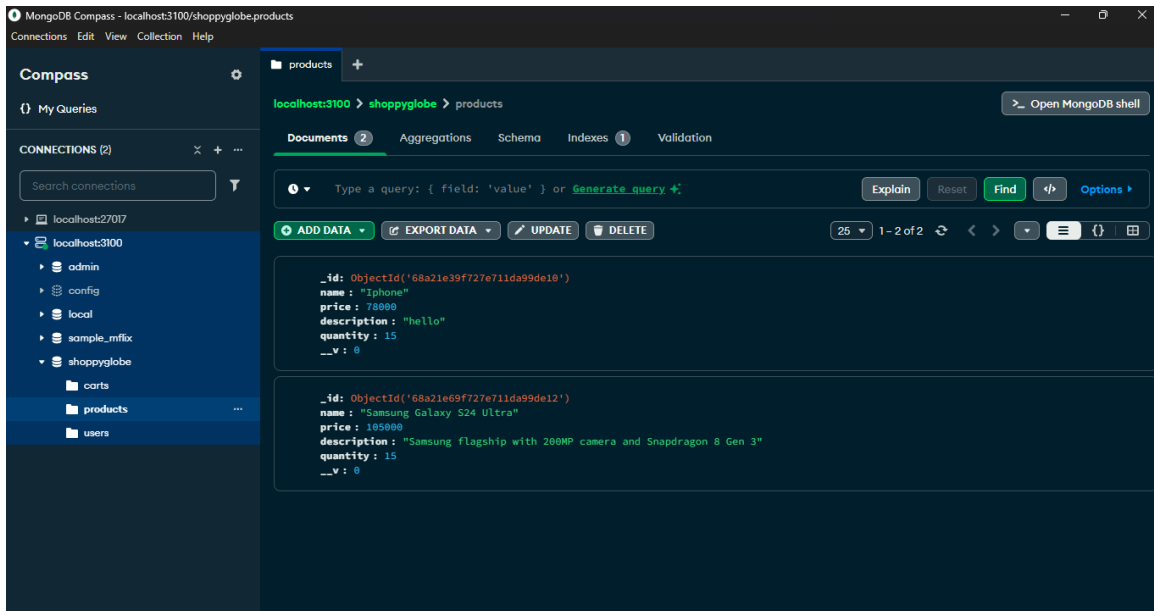 MongoDB Compass - localhost:3100/shoppyglobe.products
Connections Edit View Collection Help
Compass
{} My Queries
CONNECTIONS (2)
Search connections
localhost:27017
localhost:3100
admin
config
local
sample_mflix
shoppyglobe
carts
products
users
products
localhost:3100 > shoppyglobe > products
>_ Open MongoDB shell
Documents 2 Aggregations Schema Indexes 1 Validation
Type a query: { field: 'value' } or Generate query
Explain Reset Find </> Options
ADD DATA EXPORT DATA UPDATE DELETE
25 1 – 2 of 2 {}
_id: ObjectId('68a21e39f727e711da99de10')
name : "Iphone"
price : 78000
description : "hello"
quantity : 15
__v : 0
_id: ObjectId('68a21e69f727e711da99de12')
name : "Samsung Galaxy S24 Ultra"
price : 105000
description : "Samsung flagship with 200MP camera and Snapdragon 8 Gen 3"
quantity : 15
__v : 0